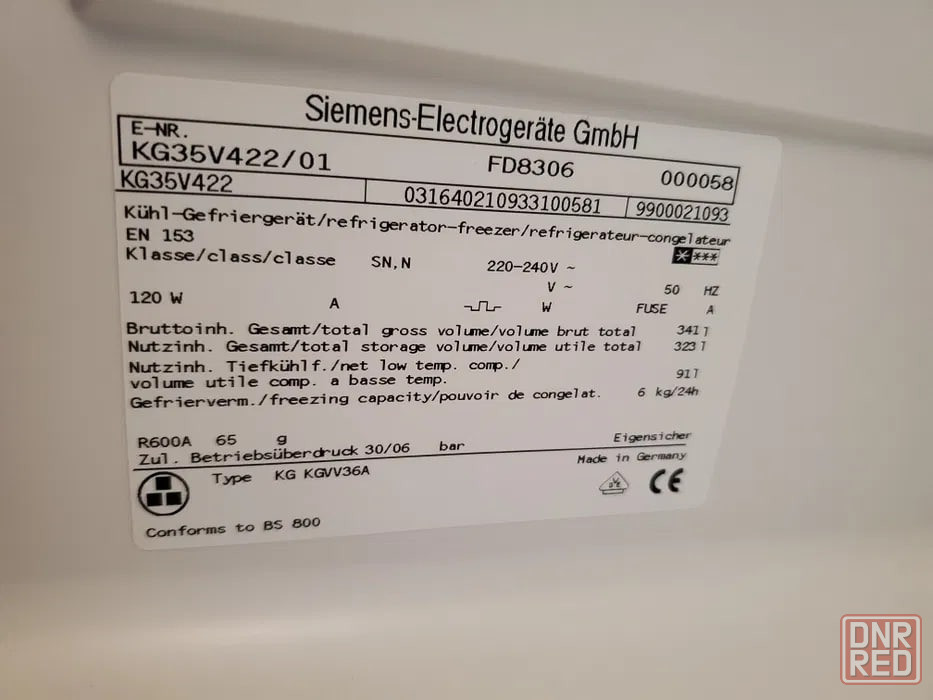 Siemens-Electrogeräte GmbH
E-NR.
KG35V422/01 FD8306 000058
KG35V422 031640210933100581 9900021093
Kühl-Gefriergerät/refrigerator-freezer/refrigerateur-congelateur
EN 153 ****
Klasse/class/classe SN,N 220-240V ~
V ~ 50 HZ
120 W A W FUSE A
Bruttoinh. Gesamt/total gross volume/volume brut total 341 l
Nutzinh. Gesamt/total storage volume/volume utile total 323 l
Nutzinh. Tiefkühlf./net low temp. comp./
volume utile comp. a basse temp. 91 l
Gefrierverm./freezing capacity/pouvoir de congelat. 6 kg/24h
R600A 65 g Eigensicher
Zul. Betriebsüberdruck 30/06 bar
Made in Germany
Type KG KGVV36A
VDE CE
Conforms to BS 800
DNR
RED